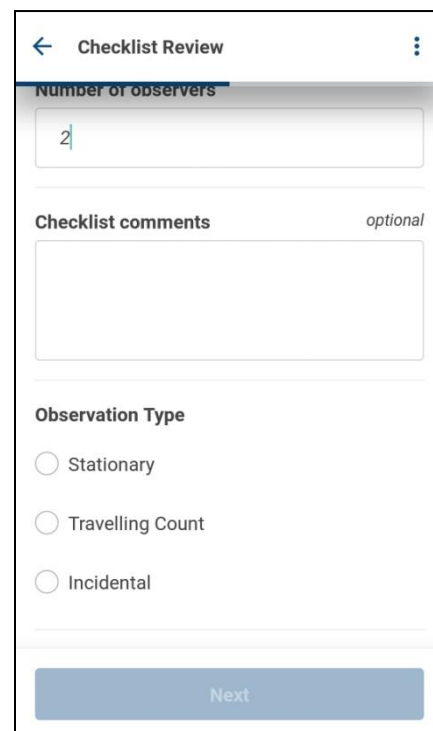 Checklist Review
Number of observers
2
Checklist comments optional
Observation Type
Stationary
Travelling Count
Incidental
Next